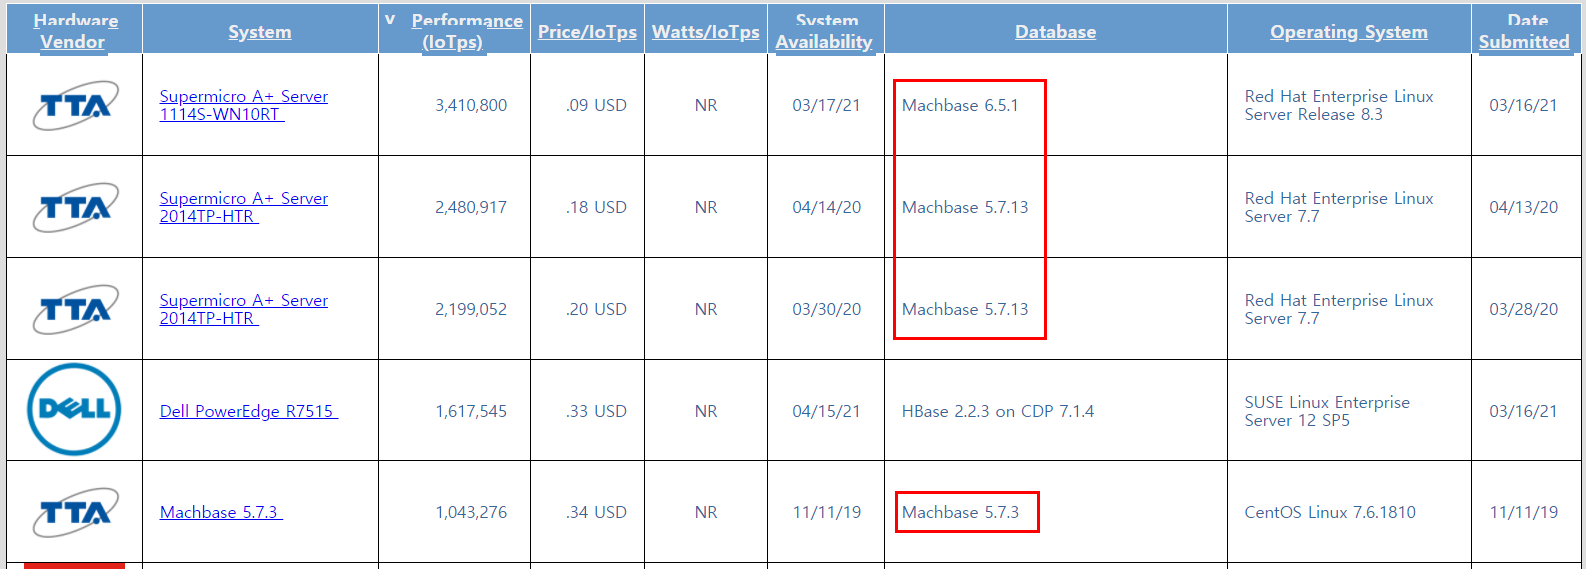 Hardware Vendor System v Performance (IoTps) Price/IoTps Watts/IoTps System Availability Database Operating System Date Submitted
TTA Supermicro A+ Server 1114S-WN10RT 3,410,800 .09 USD NR 03/17/21 Machbase 6.5.1 Red Hat Enterprise Linux Server Release 8.3 03/16/21
TTA Supermicro A+ Server 2014TP-HTR 2,480,917 .18 USD NR 04/14/20 Machbase 5.7.13 Red Hat Enterprise Linux Server 7.7 04/13/20
TTA Supermicro A+ Server 2014TP-HTR 2,199,052 .20 USD NR 03/30/20 Machbase 5.7.13 Red Hat Enterprise Linux Server 7.7 03/28/20
DELL Dell PowerEdge R7515 1,617,545 .33 USD NR 04/15/21 HBase 2.2.3 on CDP 7.1.4 SUSE Linux Enterprise Server 12 SP5 03/16/21
TTA Machbase 5.7.3 1,043,276 .34 USD NR 11/11/19 Machbase 5.7.3 CentOS Linux 7.6.1810 11/11/19